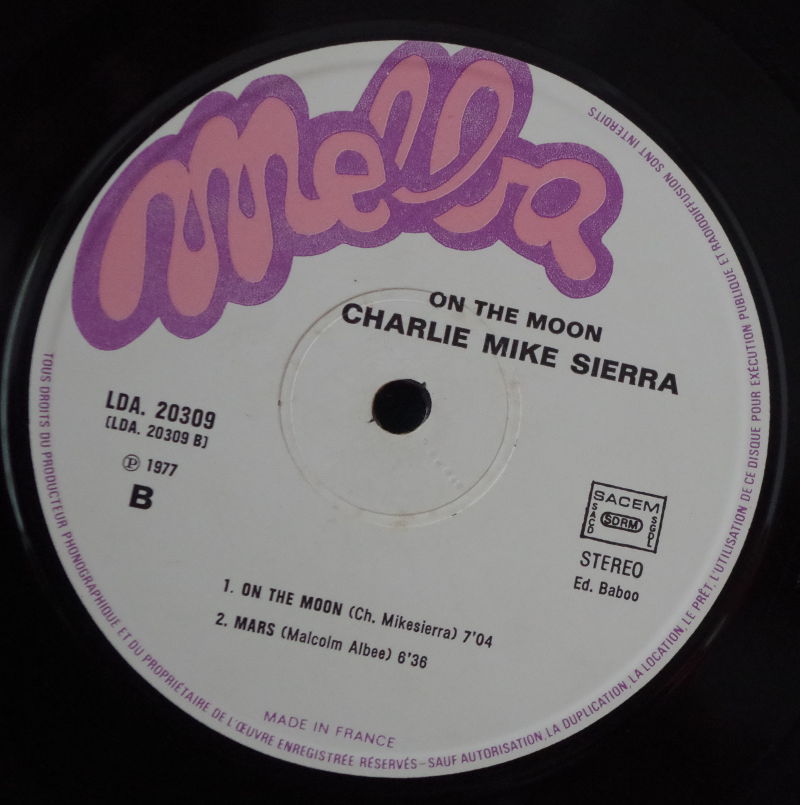 Melba
ON THE MOON
CHARLIE MIKE SIERRA
LDA. 20309
(LDA. 20309 B)
Ⓟ 1977
B
SACEM
SACD
SDRM
SGDL
STEREO
Ed. Baboo
1. ON THE MOON (Ch. Mikesierra) 7'04
2. MARS (Malcolm Albee) 6'36
MADE IN FRANCE
TOUS DROITS DU PRODUCTEUR PHONOGRAPHIQUE ET DU PROPRIÉTAIRE DE L'ŒUVRE ENREGISTRÉE RÉSERVÉS - SAUF AUTORISATION, LA DUPLICATION, LA LOCATION, LE PRÊT, L'UTILISATION DE CE DISQUE POUR EXÉCUTION PUBLIQUE ET RADIODIFFUSION SONT INTERDITS